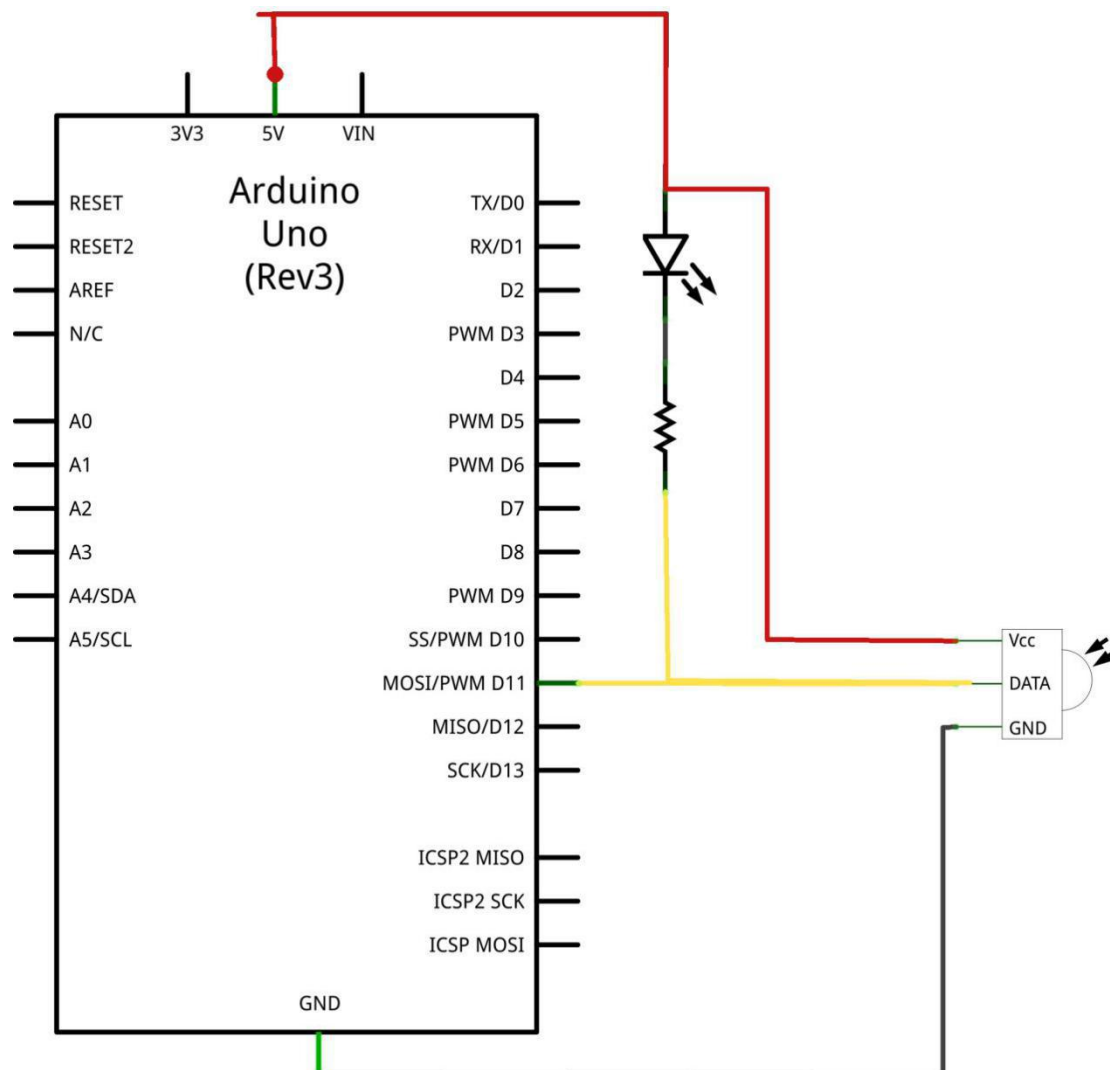 3V3 5V VIN
Arduino
Uno
(Rev3)
RESET
RESET2
AREF
N/C
A0
A1
A2
A3
A4/SDA
A5/SCL
TX/D0
RX/D1
D2
PWM D3
D4
PWM D5
PWM D6
D7
D8
PWM D9
SS/PWM D10
MOSI/PWM D11
MISO/D12
SCK/D13
ICSP2 MISO
ICSP2 SCK
ICSP MOSI
GND
Vcc
DATA
GND